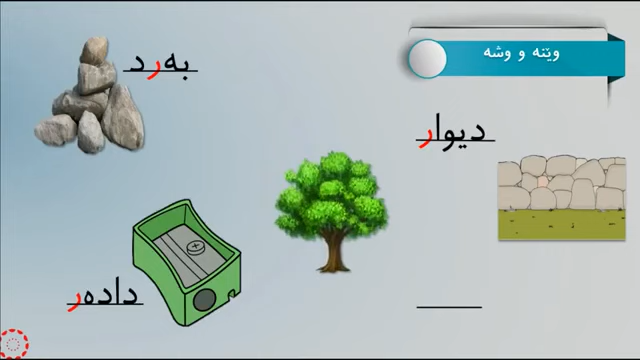 وێنە و وشە
بەرد
دیوار
دادەر